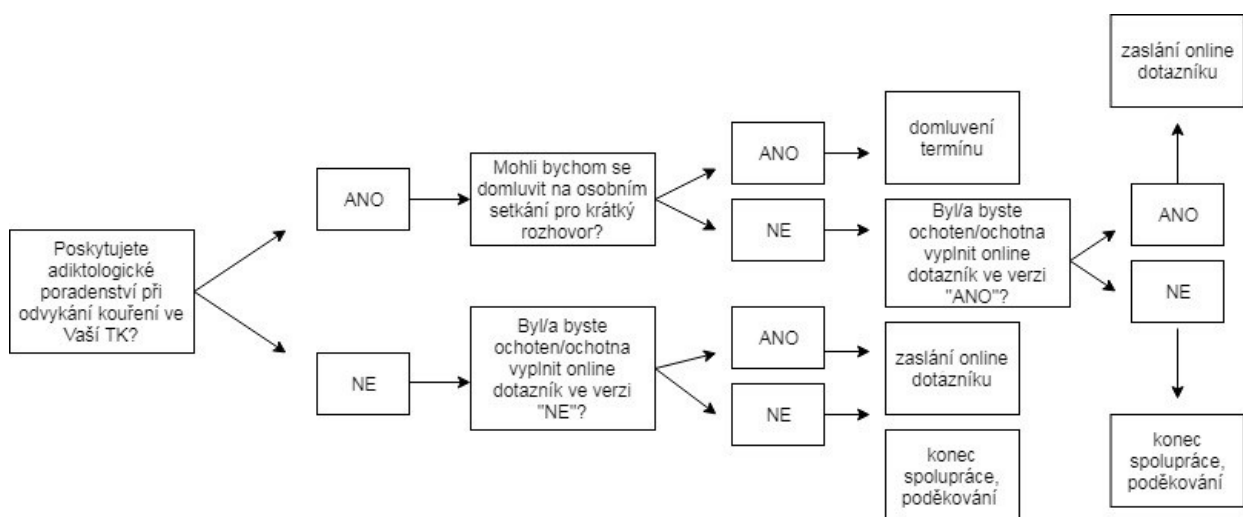 Poskytujete
adiktologické
poradenství při
odvykání kouření ve
Vaší TK?
ANO
Mohli bychom se
domluvit na osobním
setkání pro krátký
rozhovor?
ANO
domluvení
termínu
NE
Byl/a byste
ochoten/ochotna
vyplnit online
dotazník ve verzi
"ANO"?
ANO
zaslání online
dotazníku
NE
konec
spolupráce,
poděkování
NE
Byl/a byste
ochoten/ochotna
vyplnit online
dotazník ve verzi
"NE"?
ANO
zaslání online
dotazníku
NE
konec
spolupráce,
poděkování